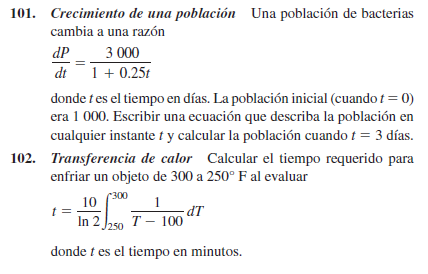 101. Crecimiento de una población Una población de bacterias
cambia a una razón
dP/dt = 3 000/(1 + 0.25t)
donde t es el tiempo en días. La población inicial (cuando t = 0)
era 1 000. Escribir una ecuación que describa la población en
cualquier instante t y calcular la población cuando t = 3 días.
102. Transferencia de calor Calcular el tiempo requerido para
enfriar un objeto de 300 a 250° F al evaluar
t = 10/ln 2 ∫₂₅₀³⁰⁰ 1/(T − 100) dT
donde t es el tiempo en minutos.